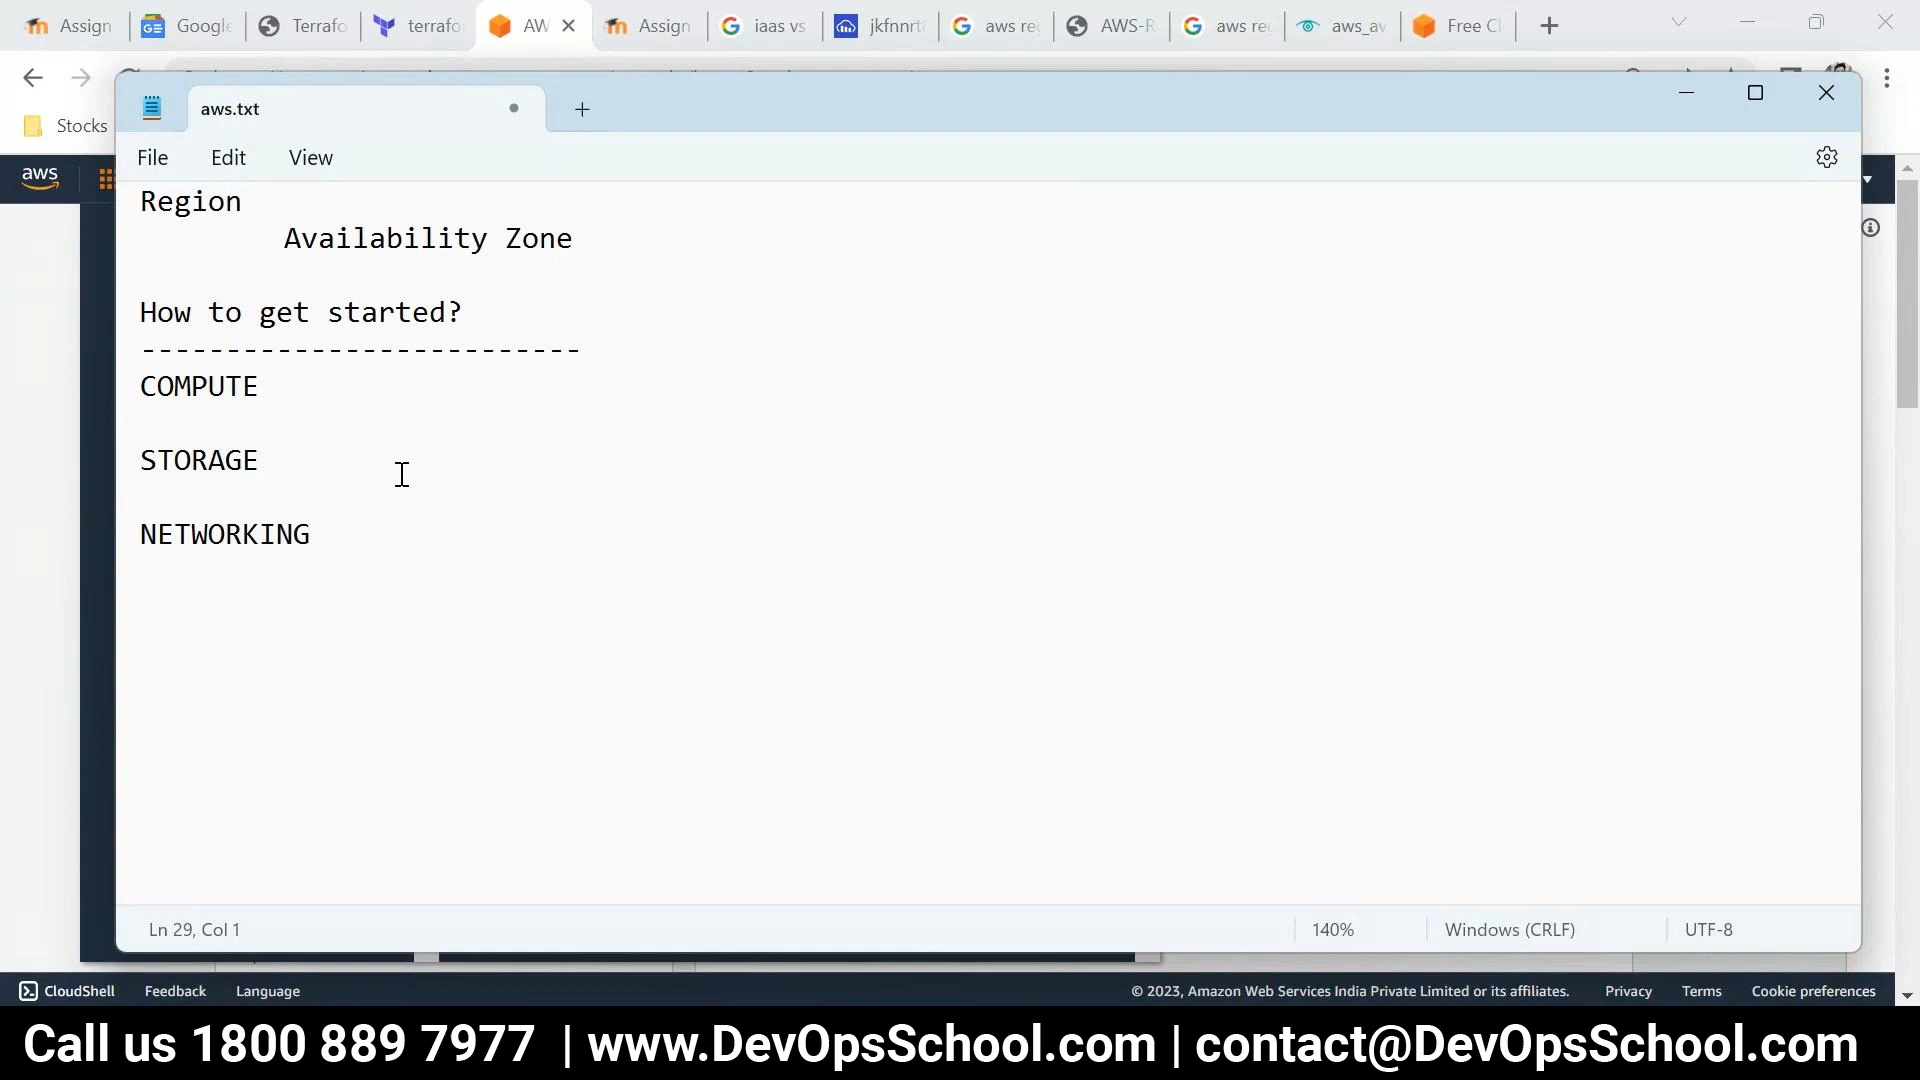 Assign Google Terrafo terrafo AW Assign iaas vs jkfnnrt aws re AWS-R aws re aws_av Free Cl
Stocks
aws.txt
File Edit View
aws
Region
Availability Zone
How to get started?
--------------------------
COMPUTE
STORAGE
NETWORKING
Ln 29, Col 1 140% Windows (CRLF) UTF-8
CloudShell Feedback Language © 2023, Amazon Web Services India Private Limited or its affiliates. Privacy Terms Cookie preferences
Call us 1800 889 7977 | www.DevOpsSchool.com | contact@DevOpsSchool.com